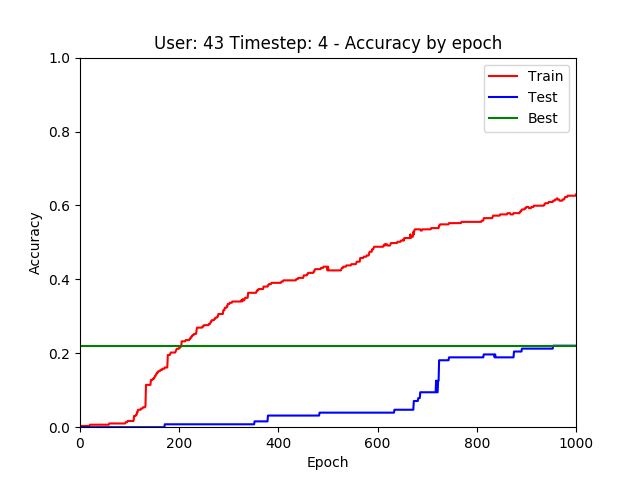 User: 43 Timestep: 4 - Accuracy by epoch
1.0
0.8
0.6
0.4
0.2
0.0
Accuracy
Train
Test
Best
0 200 400 600 800 1000
Epoch